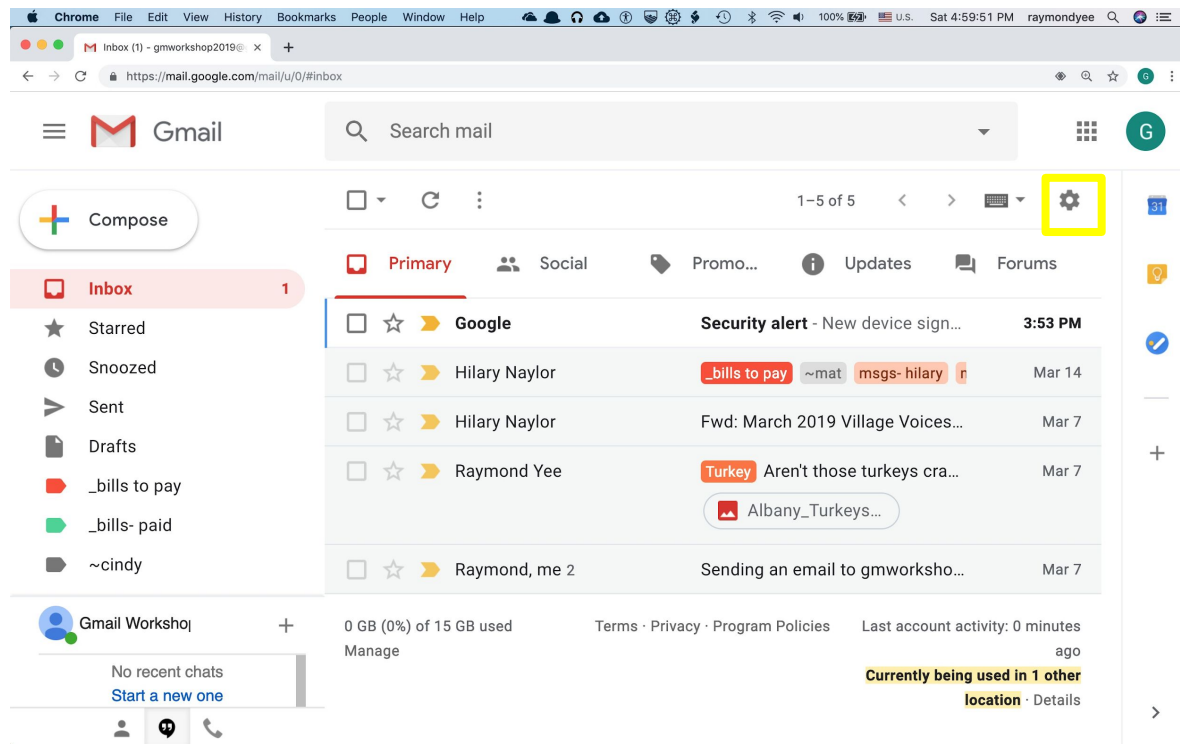 Chrome File Edit View History Bookmarks People Window Help 100% U.S. Sat 4:59:51 PM raymondyee
Inbox (1) - gmworkshop2019@
https://mail.google.com/mail/u/0/#inbox
G
Gmail
Search mail
G
Compose
1–5 of 5
31
Primary
Social
Promo...
Updates
Forums
Inbox 1
Starred
Snoozed
Sent
Drafts
_bills to pay
_bills- paid
~cindy
Google Security alert - New device sign... 3:53 PM
Hilary Naylor _bills to pay ~mat msgs- hilary Mar 14
Hilary Naylor Fwd: March 2019 Village Voices... Mar 7
Raymond Yee Turkey Aren't those turkeys cra... Mar 7
Albany_Turkeys...
Raymond, me 2 Sending an email to gmworksho... Mar 7
Gmail Workshop
No recent chats
Start a new one
0 GB (0%) of 15 GB used
Manage
Terms · Privacy · Program Policies
Last account activity: 0 minutes
ago
Currently being used in 1 other
location · Details